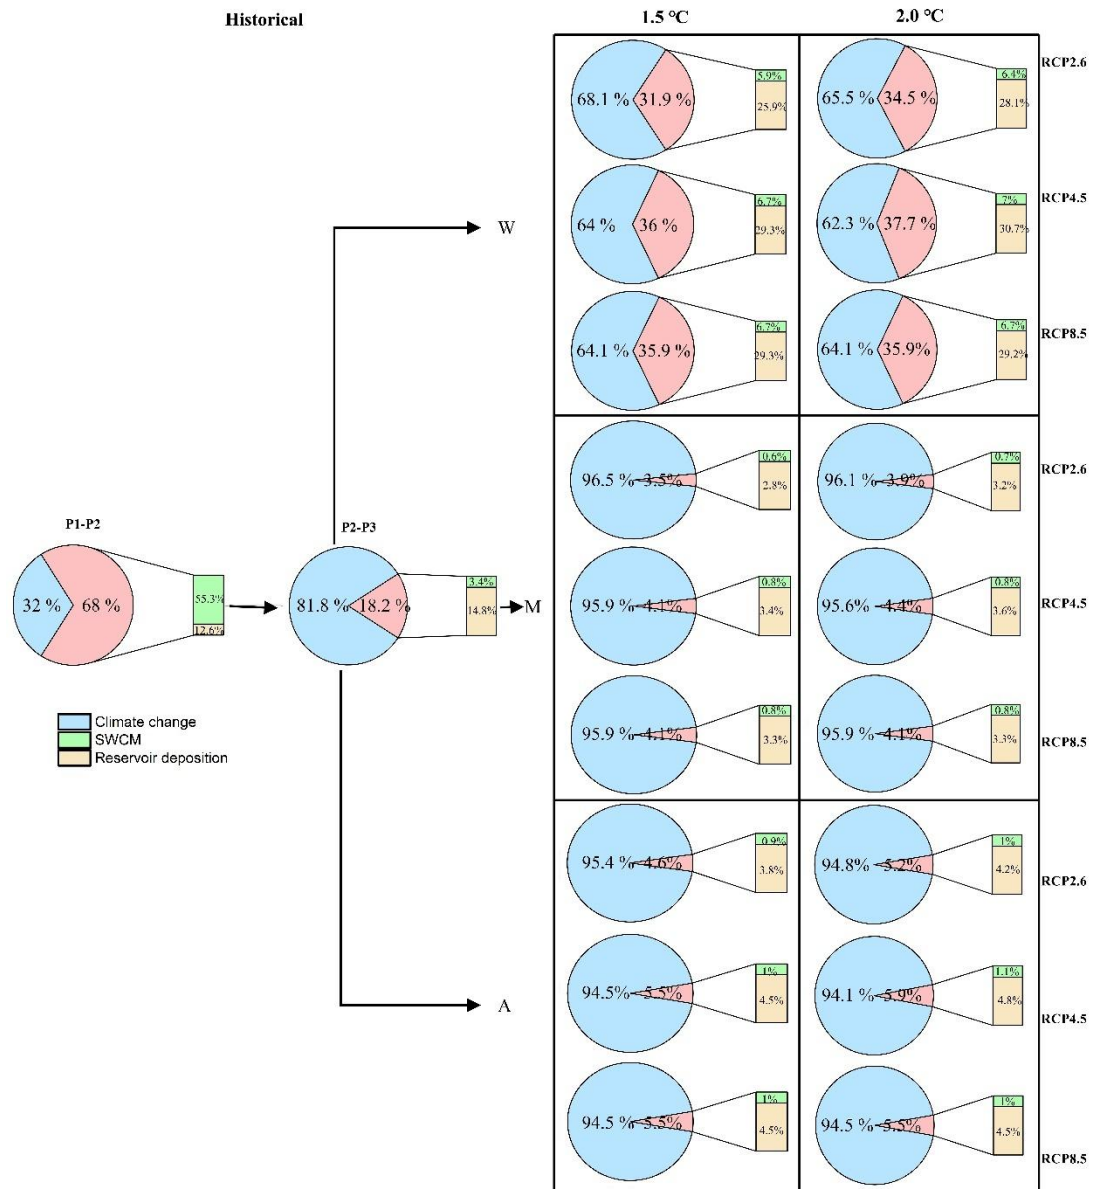 Historical
1.5 °C
2.0 °C
68.1 % 31.9 %
5.9%
25.9%
65.5 % 34.5 %
6.4%
28.1%
RCP2.6
64 % 36 %
6.7%
29.3%
62.3 % 37.7 %
7%
30.7%
RCP4.5
W
64.1 % 35.9 %
6.7%
29.3%
64.1 % 35.9%
6.7%
29.2%
RCP8.5
96.5 % 3.5%
0.6%
2.8%
96.1 % 3.9%
0.7%
3.2%
RCP2.6
P1-P2
32 % 68 %
55.3%
12.6%
P2-P3
81.8 % 18.2 %
3.4%
14.8%
M
95.9 % 4.1%
0.8%
3.4%
95.6% 4.4%
0.8%
3.6%
RCP4.5
Climate change
SWCM
Reservoir deposition
95.9 % 4.1%
0.8%
3.3%
95.9 % 4.1%
0.8%
3.3%
RCP8.5
95.4 % 4.6%
0.9%
3.8%
94.8% 5.2%
1%
4.2%
RCP2.6
A
94.5% 5.5%
1%
4.5%
94.1 % 5.9%
1.1%
4.8%
RCP4.5
94.5 % 5.5%
1%
4.5%
94.5 % 5.5%
1%
4.5%
RCP8.5